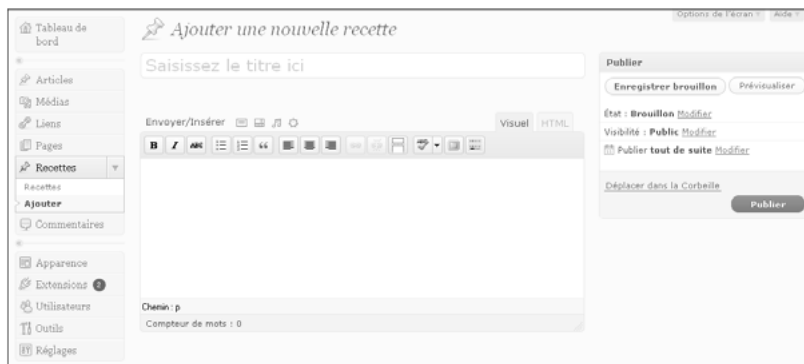 Options de l'écran
Aide
Tableau de
bord
Articles
Médias
Liens
Pages
Recettes
Recettes
Ajouter
Commentaires
Apparence
Extensions 2
Utilisateurs
Outils
Réglages
Ajouter une nouvelle recette
Saisissez le titre ici
Envoyer/Insérer
Visuel HTML
B I ABC
Chemin : p
Compteur de mots : 0
Publier
Enregistrer brouillon Prévisualiser
État : Brouillon Modifier
Visibilité : Public Modifier
Publier tout de suite Modifier
Déplacer dans la Corbeille
Publier